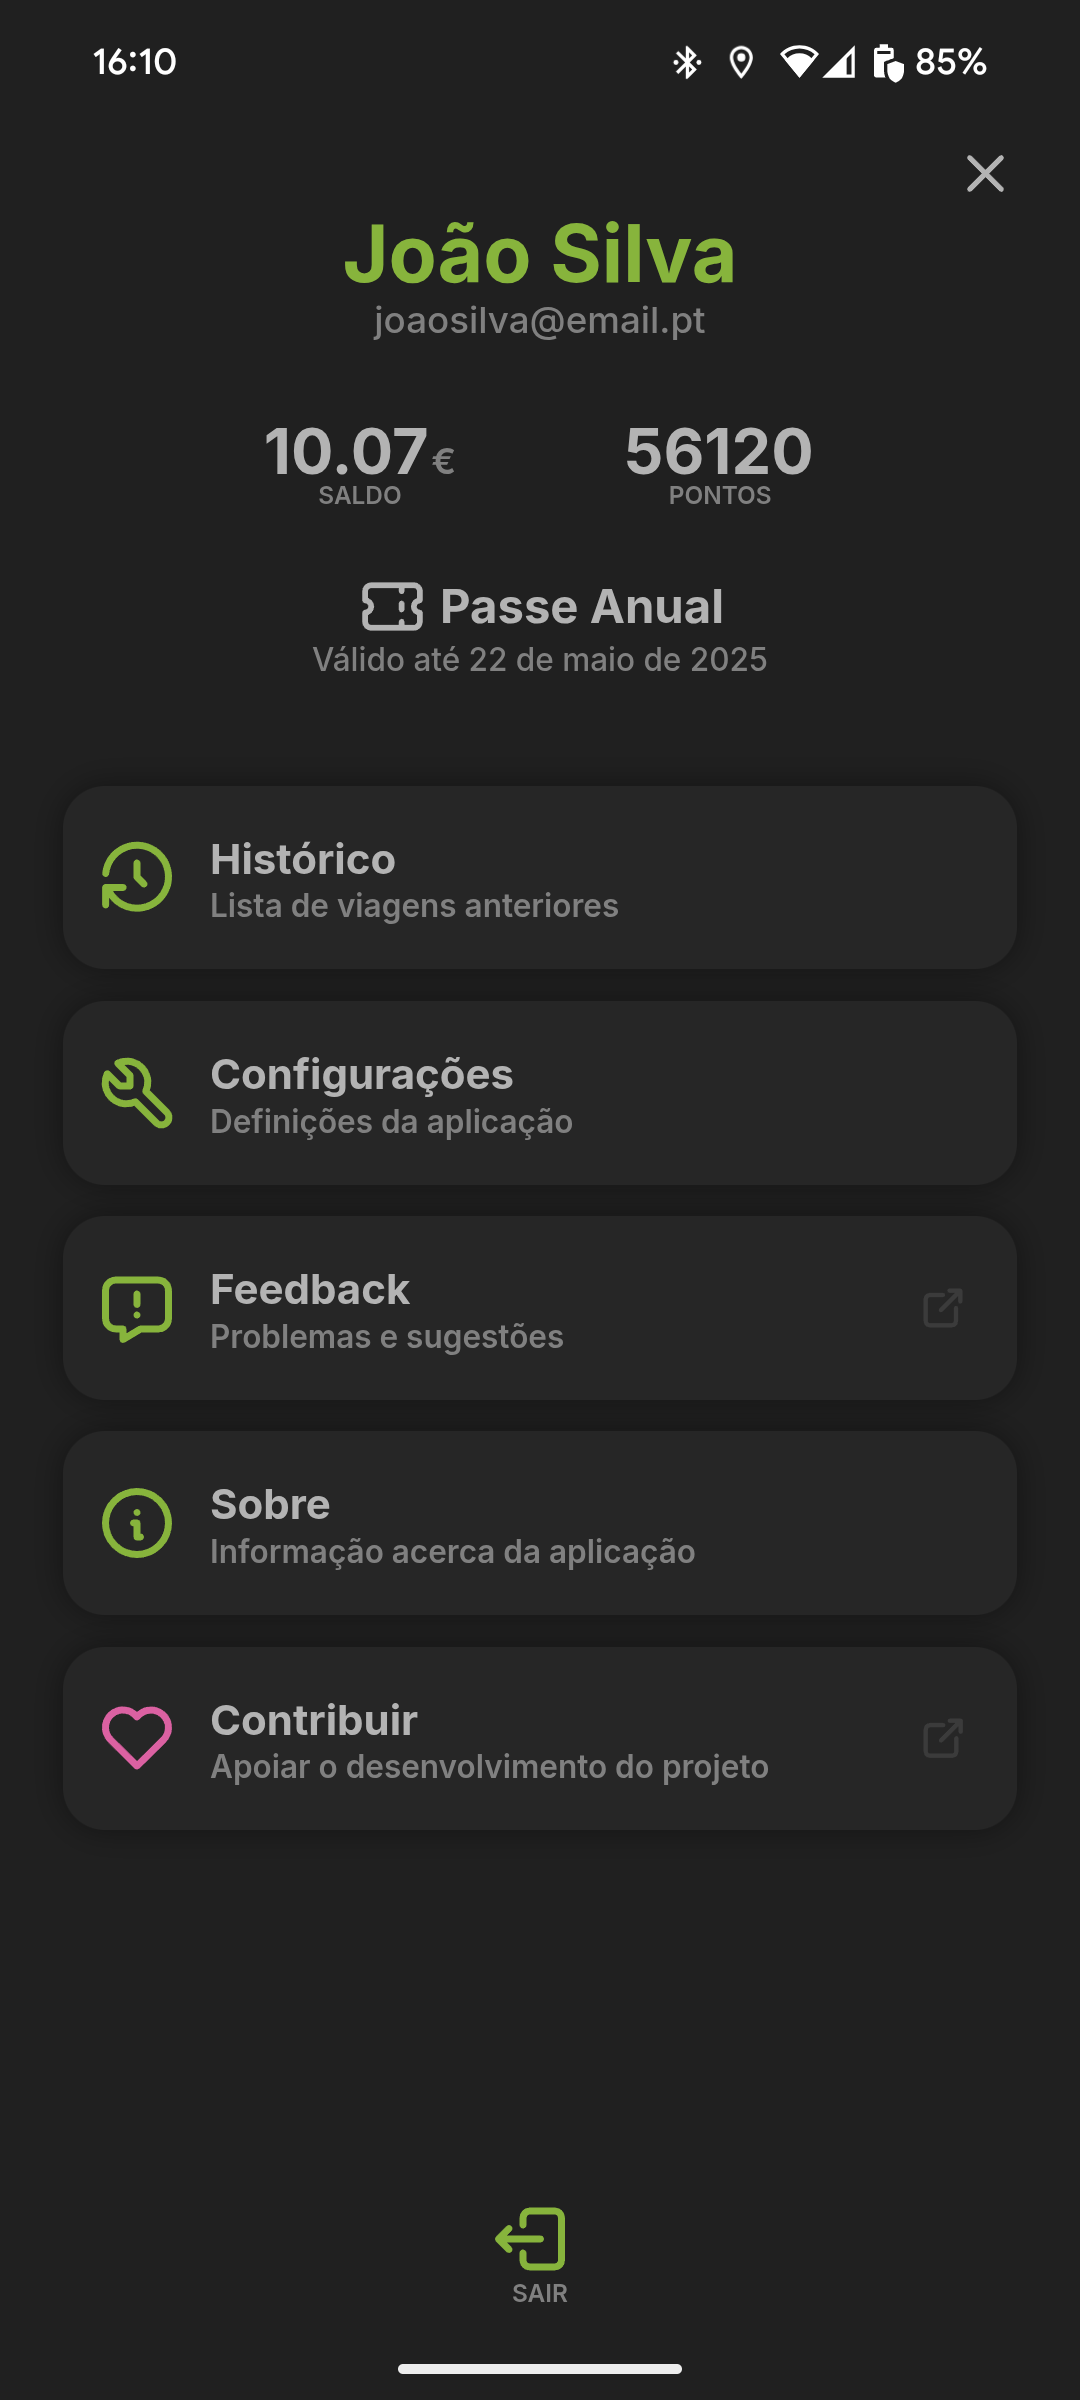 16:10 85%
João Silva
joaosilva@email.pt
10.07€ 56120
SALDO PONTOS
Passe Anual
Válido até 22 de maio de 2025
Histórico
Lista de viagens anteriores
Configurações
Definições da aplicação
Feedback
Problemas e sugestões
Sobre
Informação acerca da aplicação
Contribuir
Apoiar o desenvolvimento do projeto
SAIR